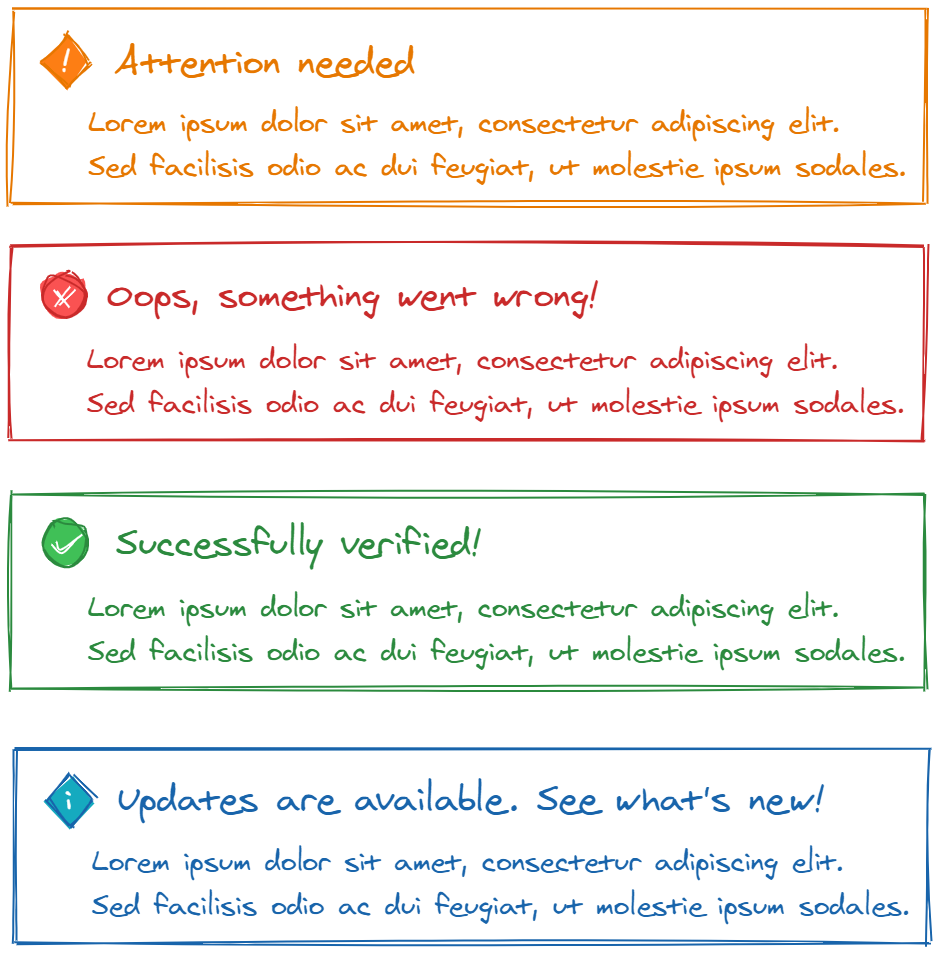 Attention needed
Lorem ipsum dolor sit amet, consectetur adipiscing elit.
Sed facilisis odio ac dui feugiat, ut molestie ipsum sodales.
Oops, something went wrong!
Lorem ipsum dolor sit amet, consectetur adipiscing elit.
Sed facilisis odio ac dui feugiat, ut molestie ipsum sodales.
Successfully verified!
Lorem ipsum dolor sit amet, consectetur adipiscing elit.
Sed facilisis odio ac dui feugiat, ut molestie ipsum sodales.
Updates are available. See what's new!
Lorem ipsum dolor sit amet, consectetur adipiscing elit.
Sed facilisis odio ac dui feugiat, ut molestie ipsum sodales.